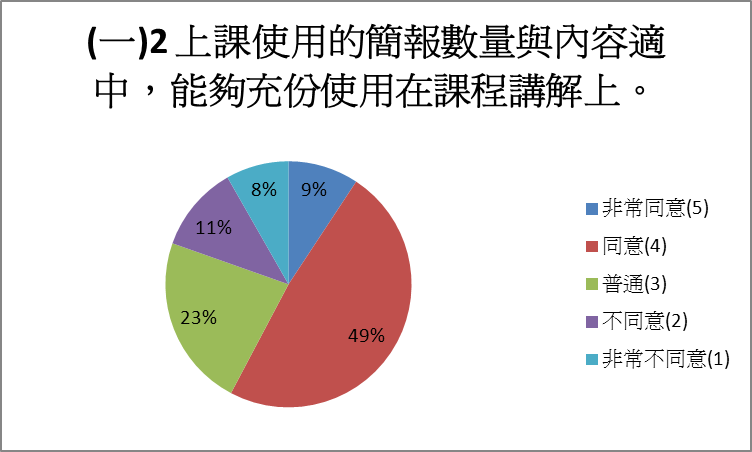 (一)2 上課使用的簡報數量與內容適
中，能夠充份使用在課程講解上。
8%
9%
11%
23%
49%
非常同意(5)
同意(4)
普通(3)
不同意(2)
非常不同意(1)